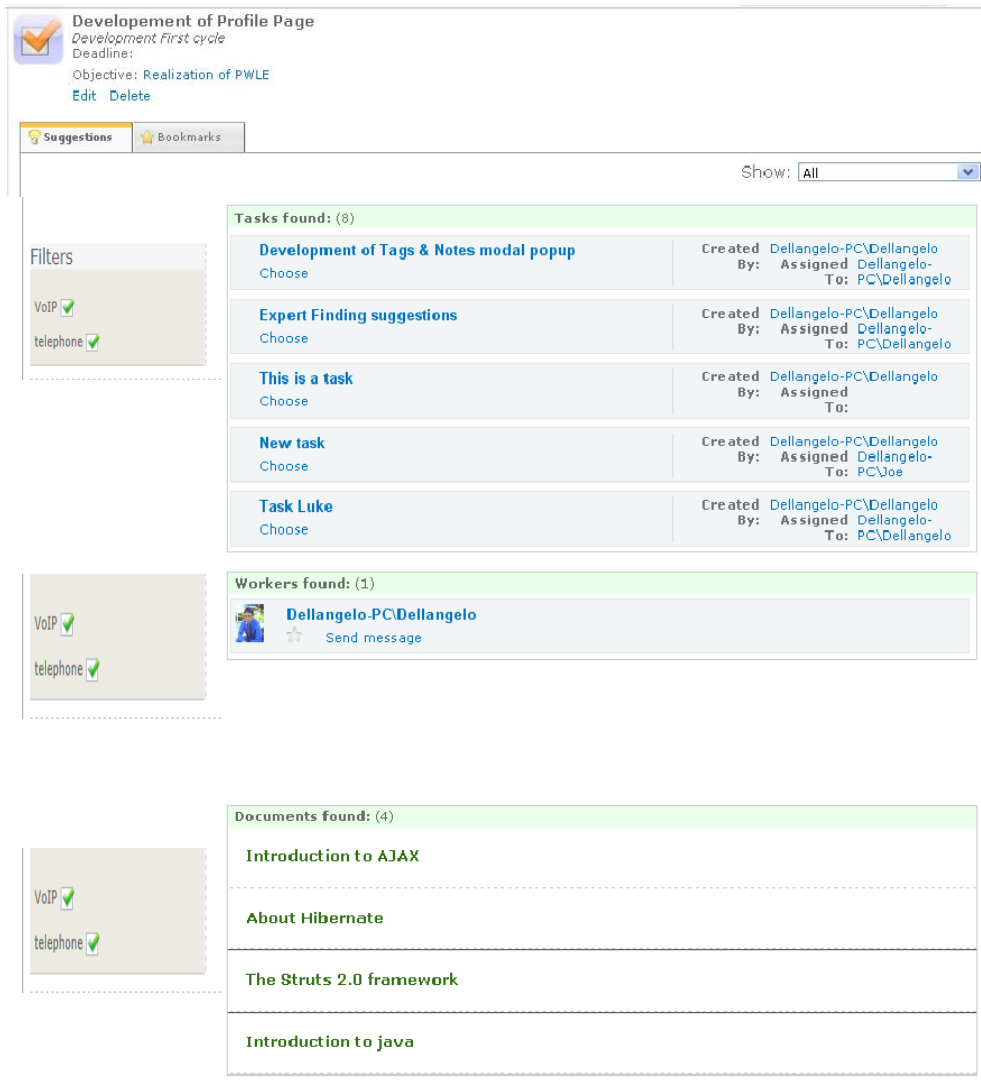 Developement of Profile Page
Development First cycle
Deadline:
Objective: Realization of PWLE
Edit Delete
Suggestions Bookmarks
Show: All
Filters
VoIP
telephone
Tasks found: (8)
Development of Tags & Notes modal popup
Choose
Created Dellangelo-PC\Dellangelo
By: Assigned Dellangelo-
To: PC\Dellangelo
Expert Finding suggestions
Choose
Created Dellangelo-PC\Dellangelo
By: Assigned Dellangelo-
To: PC\Dellangelo
This is a task
Choose
Created Dellangelo-PC\Dellangelo
By: Assigned
To:
New task
Choose
Created Dellangelo-PC\Dellangelo
By: Assigned Dellangelo-
To: PC\Joe
Task Luke
Choose
Created Dellangelo-PC\Dellangelo
By: Assigned Dellangelo-
To: PC\Dellangelo
VoIP
telephone
Workers found: (1)
Dellangelo-PC\Dellangelo
Send message
VoIP
telephone
Documents found: (4)
Introduction to AJAX
About Hibernate
The Struts 2.0 framework
Introduction to java